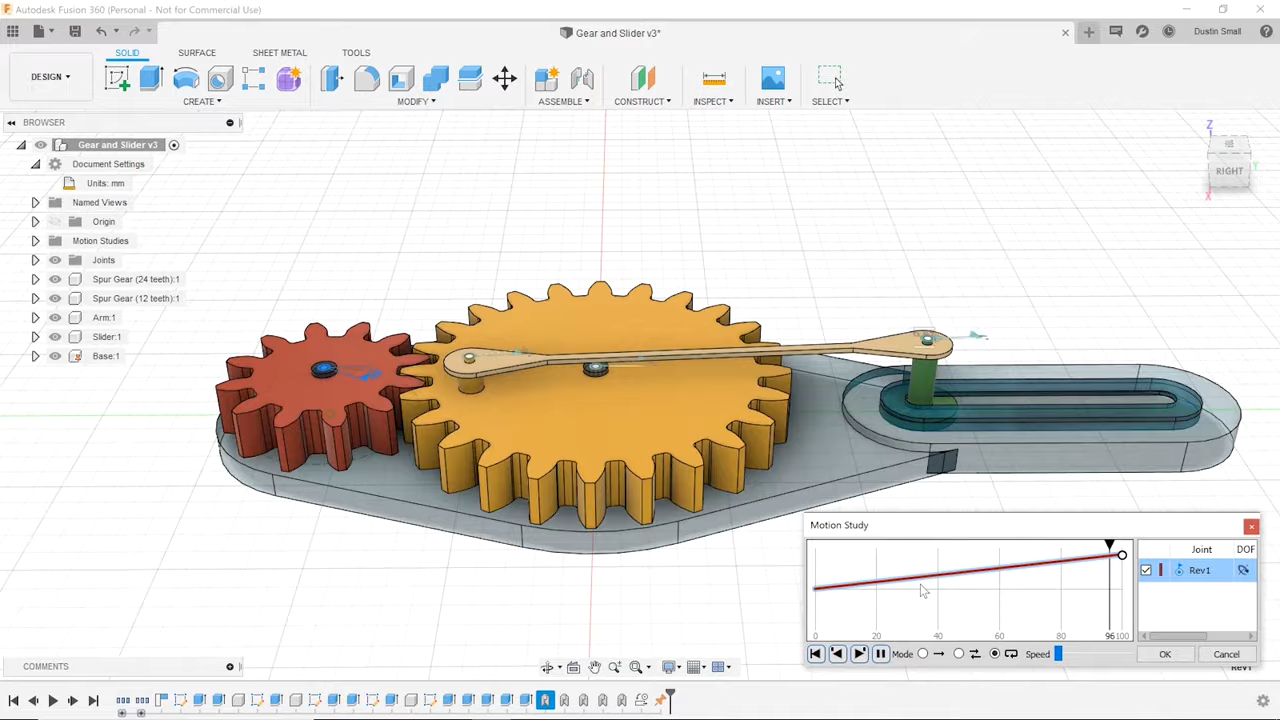 Autodesk Fusion 360 (Personal - Not for Commercial Use)
Gear and Slider v3*
Dustin Small
SOLID SURFACE SHEET METAL TOOLS
DESIGN
CREATE MODIFY ASSEMBLE CONSTRUCT INSPECT INSERT SELECT
BROWSER
Gear and Slider v3
Document Settings
Units: mm
Named Views
Origin
Motion Studies
Joints
Spur Gear (24 teeth):1
Spur Gear (12 teeth):1
Arm:1
Slider:1
Base:1
Z
RIGHT
Y
X
Motion Study
Joint DOF
Rev1
0 20 40 60 80 96 100
Mode Speed
OK Cancel
Rev1
COMMENTS